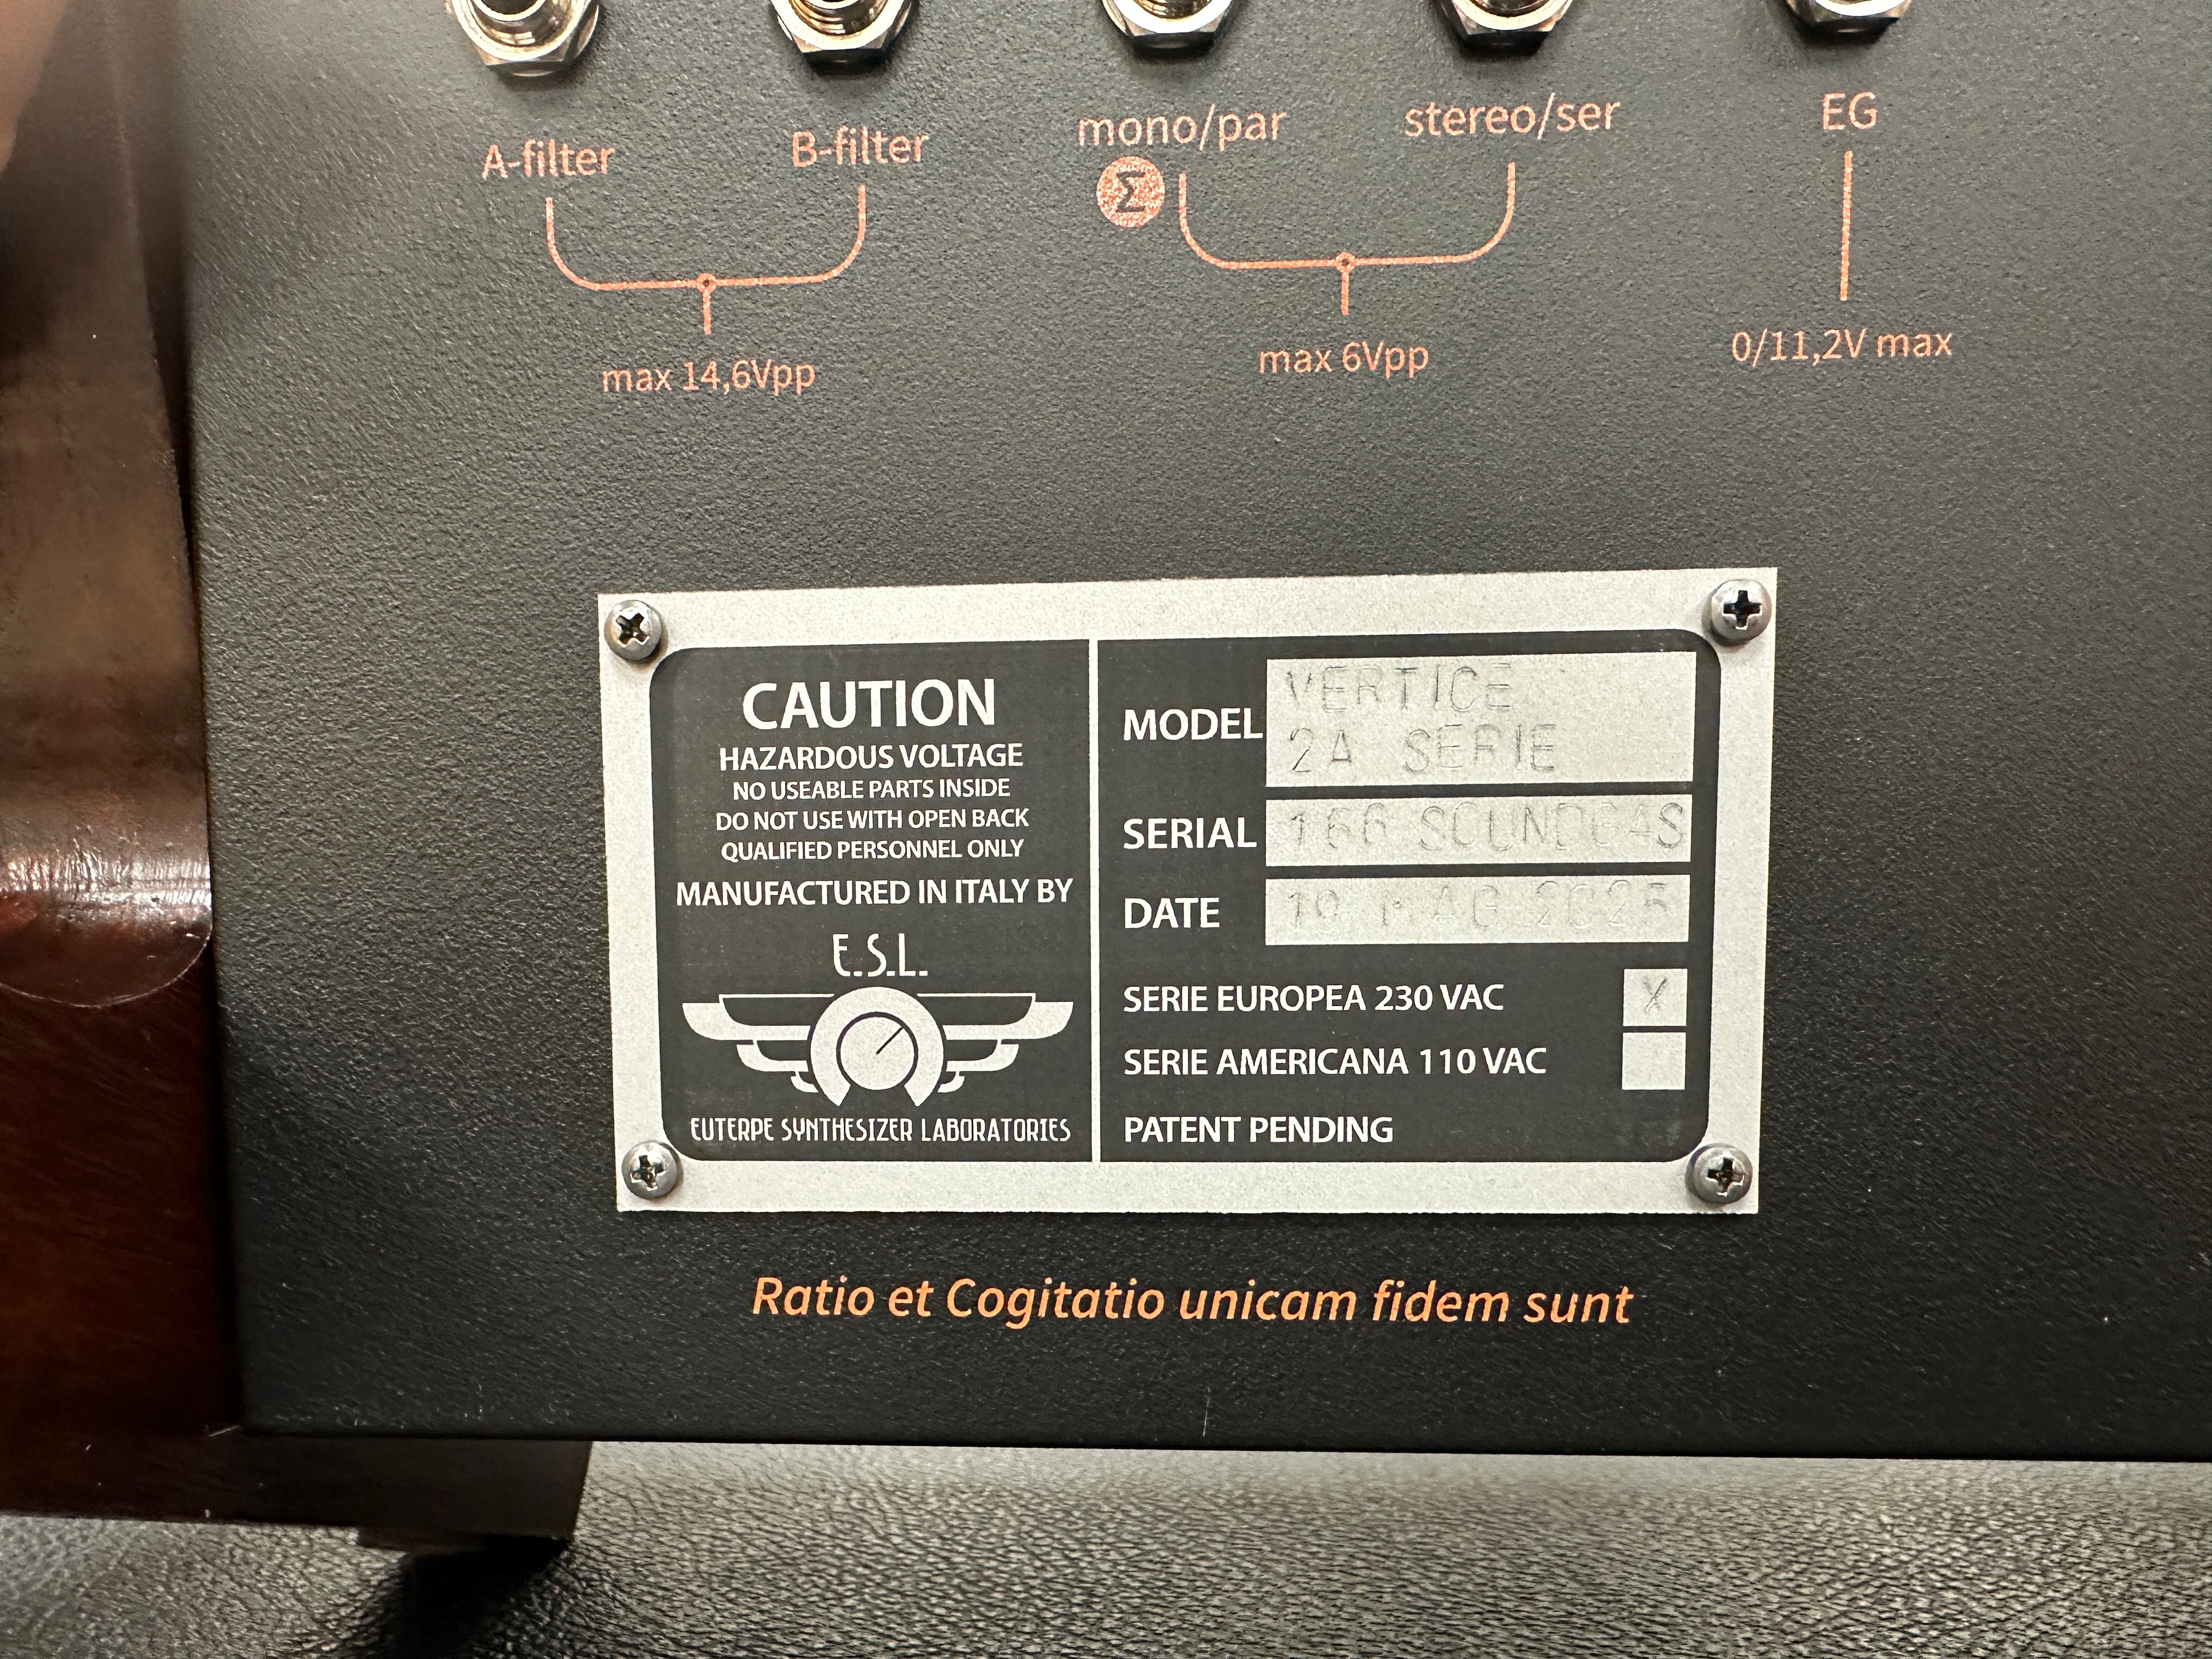 A-filter
B-filter
mono/par
stereo/ser
EG
Σ
max 14,6Vpp
max 6Vpp
0/11,2V max
CAUTION
HAZARDOUS VOLTAGE
NO USEABLE PARTS INSIDE
DO NOT USE WITH OPEN BACK
QUALIFIED PERSONNEL ONLY
MANUFACTURED IN ITALY BY
E.S.L.
EUTERPE SYNTHESIZER LABORATORIES
MODEL VERTICE
2A SERIE
SERIAL 166 SOUNDGAS
DATE 19 MAG 2025
SERIE EUROPEA 230 VAC X
SERIE AMERICANA 110 VAC
PATENT PENDING
Ratio et Cogitatio unicam fidem sunt